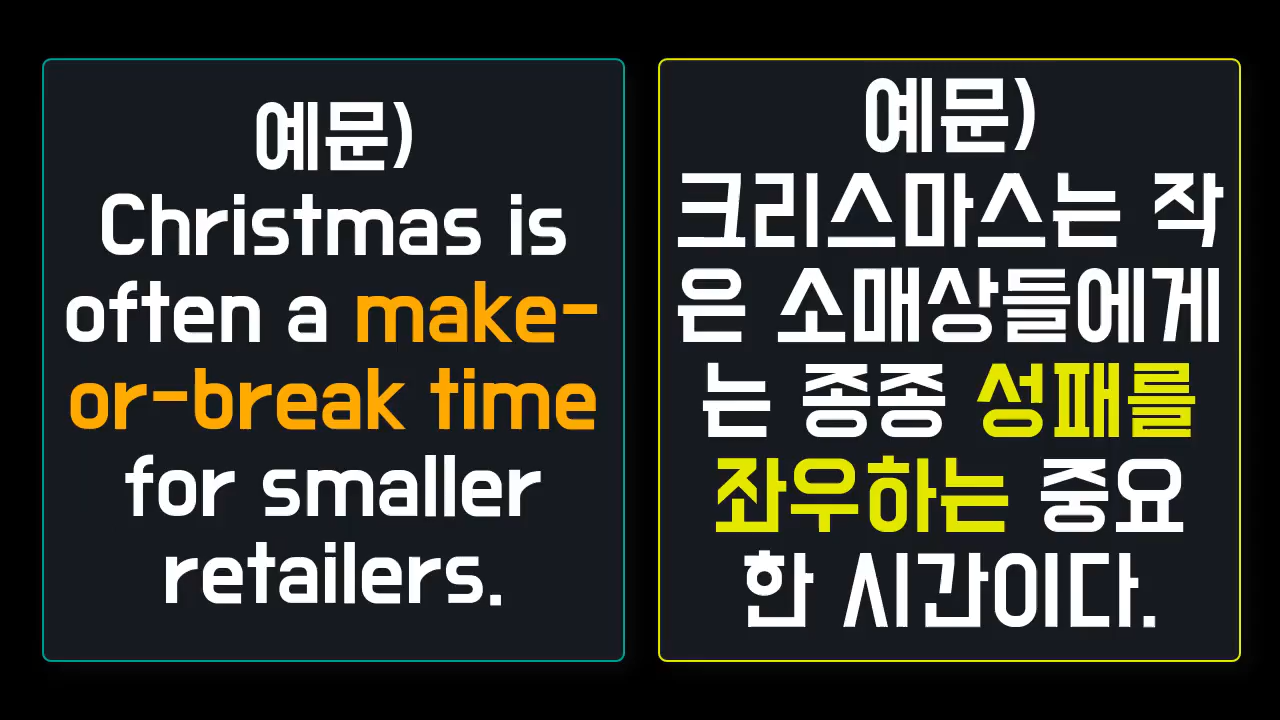 예문)
Christmas is
often a make-
or-break time
for smaller
retailers.
예문)
크리스마스는 작
은 소매상들에게
는 종종 성패를
좌우하는 중요
한 시간이다.